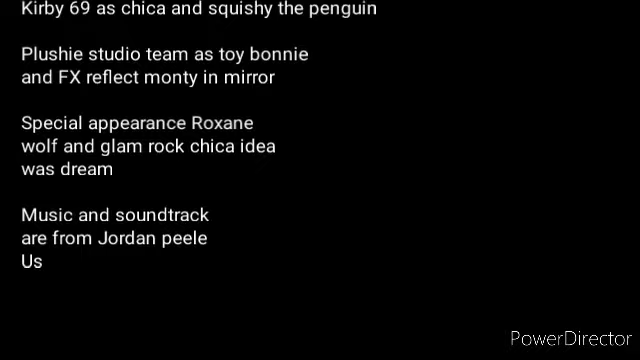 Kirby 69 as chica and squishy the penguin
Plushie studio team as toy bonnie
and FX reflect monty in mirror
Special appearance Roxane
wolf and glam rock chica idea
was dream
Music and soundtrack
are from Jordan peele
Us
PowerDirector